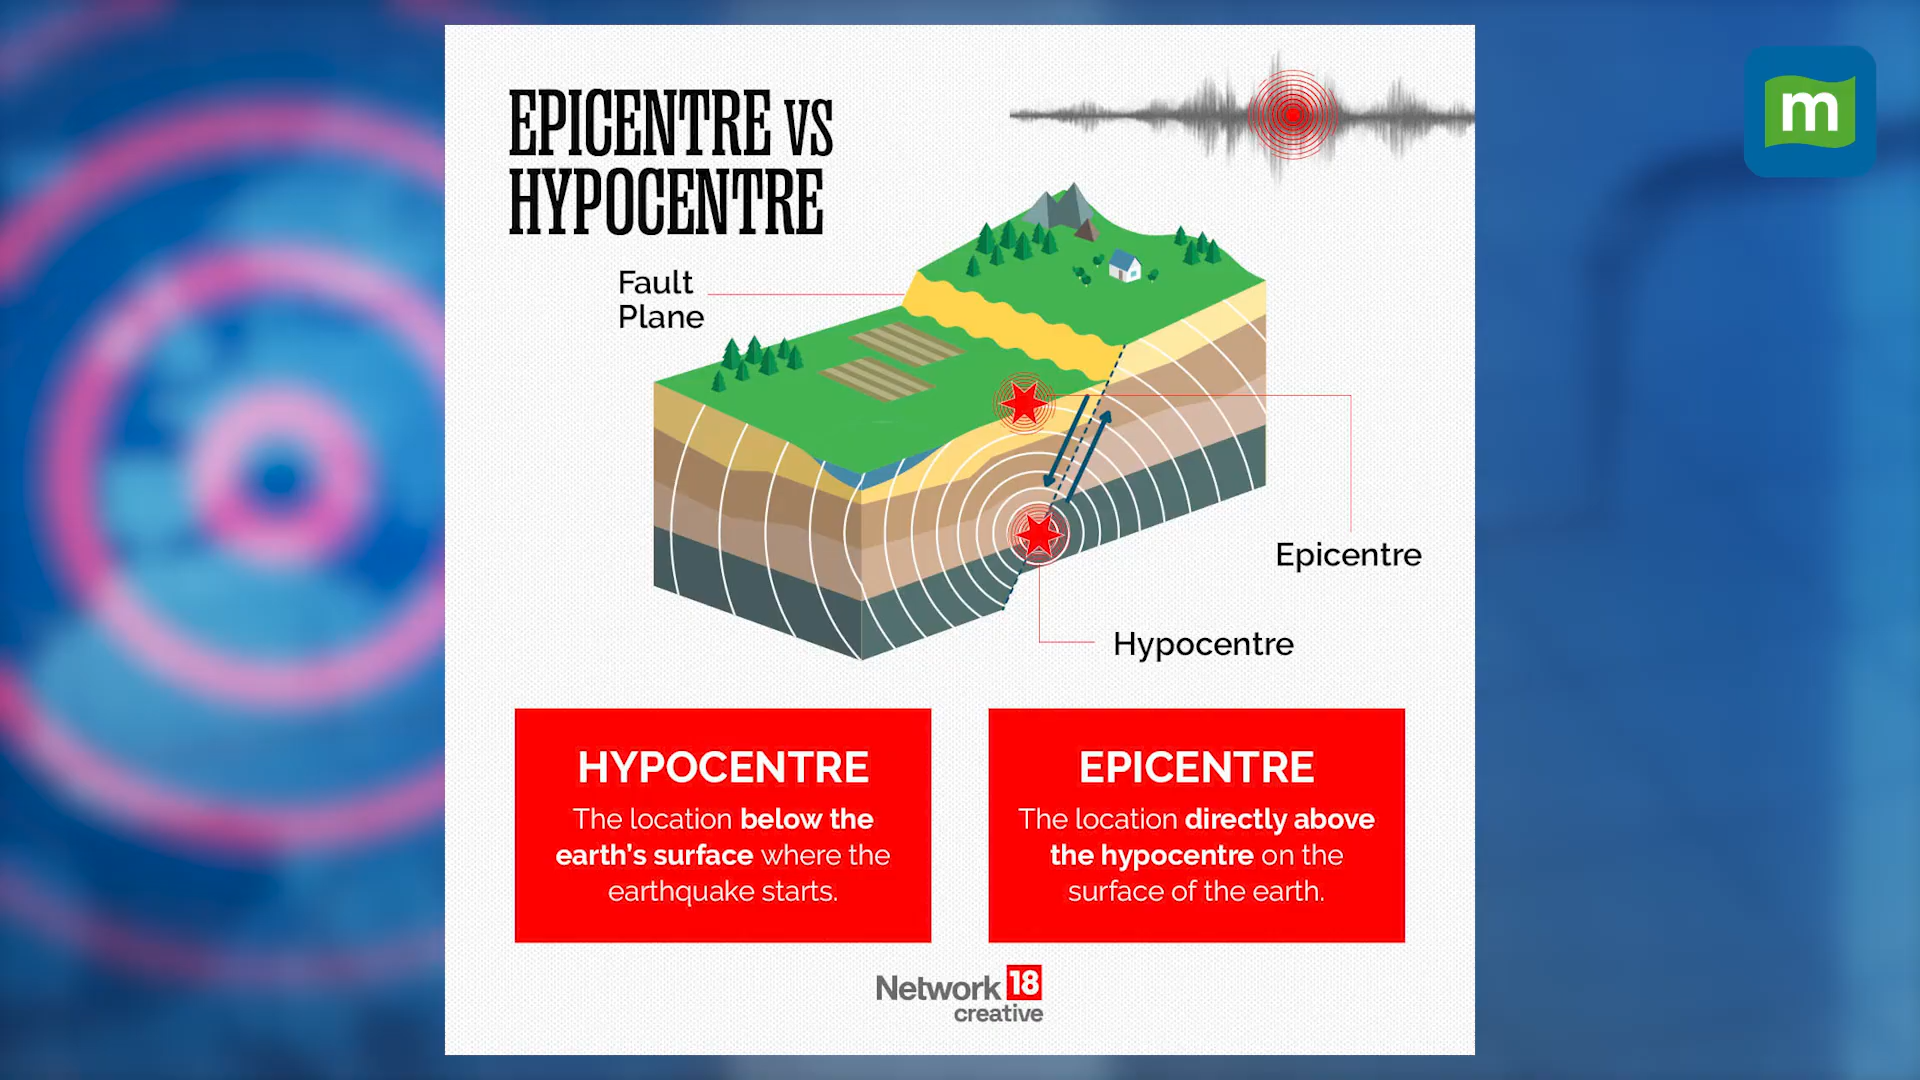 EPICENTRE VS
HYPOCENTRE
m
Fault
Plane
Epicentre
Hypocentre
HYPOCENTRE
The location below the
earth's surface where the
earthquake starts.
EPICENTRE
The location directly above
the hypocentre on the
surface of the earth.
Network 18
creative